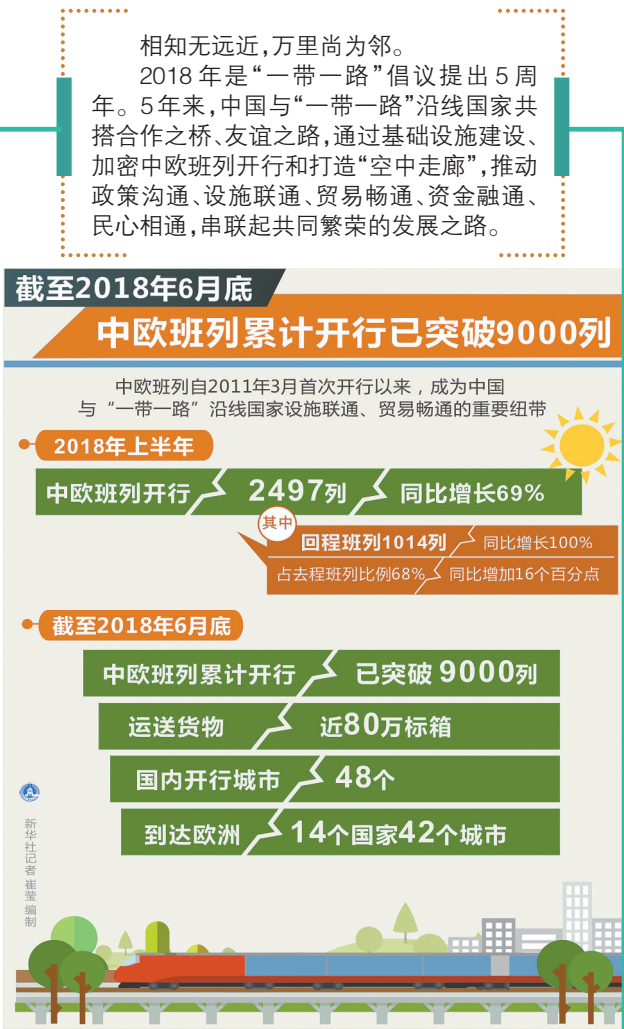 相知无远近,万里尚为邻。
2018年是“一带一路”倡议提出5周
年。5年来,中国与“一带一路”沿线国家共
搭合作之桥、友谊之路,通过基础设施建设、
加密中欧班列开行和打造“空中走廊”,推动
政策沟通、设施联通、贸易畅通、资金融通、
民心相通,串联起共同繁荣的发展之路。
截至2018年6月底
中欧班列累计开行已突破9000列
中欧班列自2011年3月首次开行以来,成为中国
与“一带一路”沿线国家设施联通、贸易畅通的重要纽带
2018年上半年
中欧班列开行 2497列 同比增长69%
其中
回程班列1014列 同比增长100%
占去程班列比例68% 同比增加16个百分点
截至2018年6月底
中欧班列累计开行 已突破9000列
运送货物 近80万标箱
国内开行城市 48个
到达欧洲 14个国家42个城市
新华社记者 崔莹 编制